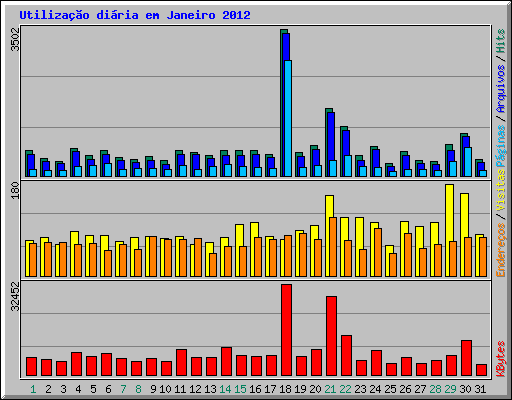 Utilização diária em Janeiro 2012
3502
180
32452
Endereços / Visitas Páginas / Arquivos / Hits
KBytes
1 2 3 4 5 6 7 8 9 10 11 12 13 14 15 16 17 18 19 20 21 22 23 24 25 26 27 28 29 30 31